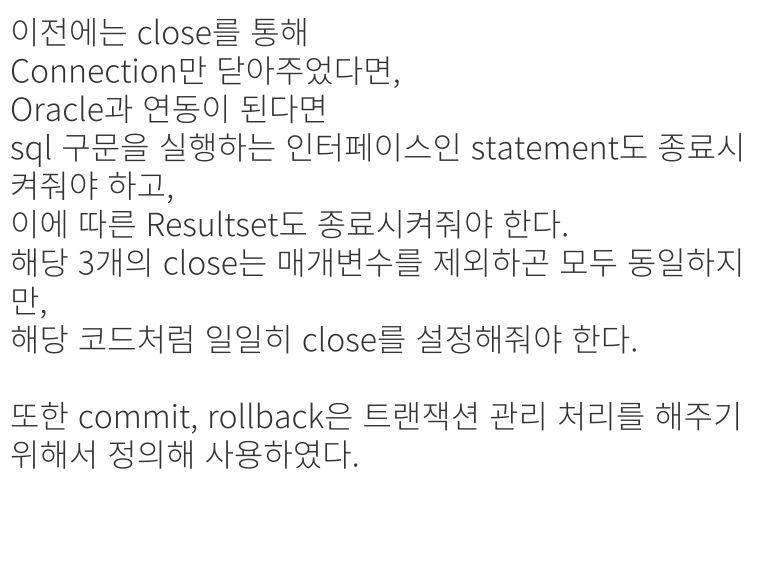 이전에는 close를 통해
Connection만 닫아주었다면,
Oracle과 연동이 된다면
sql 구문을 실행하는 인터페이스인 statement도 종료시
켜줘야 하고,
이에 따른 Resultset도 종료시켜줘야 한다.
해당 3개의 close는 매개변수를 제외하곤 모두 동일하지
만,
해당 코드처럼 일일히 close를 설정해줘야 한다.
또한 commit, rollback은 트랜잭션 관리 처리를 해주기
위해서 정의해 사용하였다.